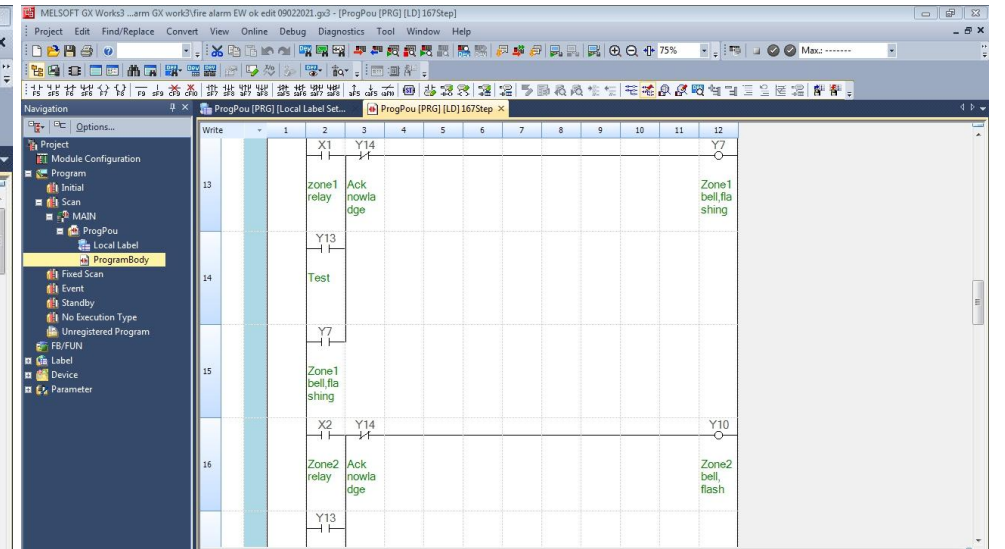 MELSOFT GX Works3 ...arm GX work3\fire alarm EW ok edit 09022021.gx3 - [ProgPou [PRG] [LD] 167Step]
Project Edit Find/Replace Convert View Online Debug Diagnostics Tool Window Help
75%
Max.: -------
Navigation
ProgPou [PRG] [Local Label Set...
ProgPou [PRG] [LD] 167Step
Options...
Project
Module Configuration
Program
Initial
Scan
MAIN
ProgPou
Local Label
ProgramBody
Fixed Scan
Event
Standby
No Execution Type
Unregistered Program
FB/FUN
Label
Device
Parameter
Write 1 2 3 4 5 6 7 8 9 10 11 12
X1 Y14 Y7
13
zone1 Ack Zone1
relay nowla bell,fla
dge shing
Y13
14
Test
Y7
15
Zone1
bell,fla
shing
X2 Y14 Y10
16
Zone2 Ack Zone2
relay nowla bell,
dge flash
Y13